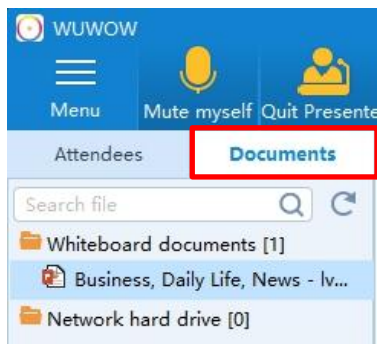 WUWOW
Menu Mute myself Quit Presente
Attendees Documents
Search file
Whiteboard documents [1]
Business, Daily Life, News - lv...
Network hard drive [0]